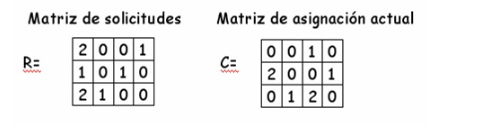 Matriz de solicitudes Matriz de asignación actual
2 0 0 1 0 0 1 0
R= 1 0 1 0 C= 2 0 0 1
2 1 0 0 0 1 2 0